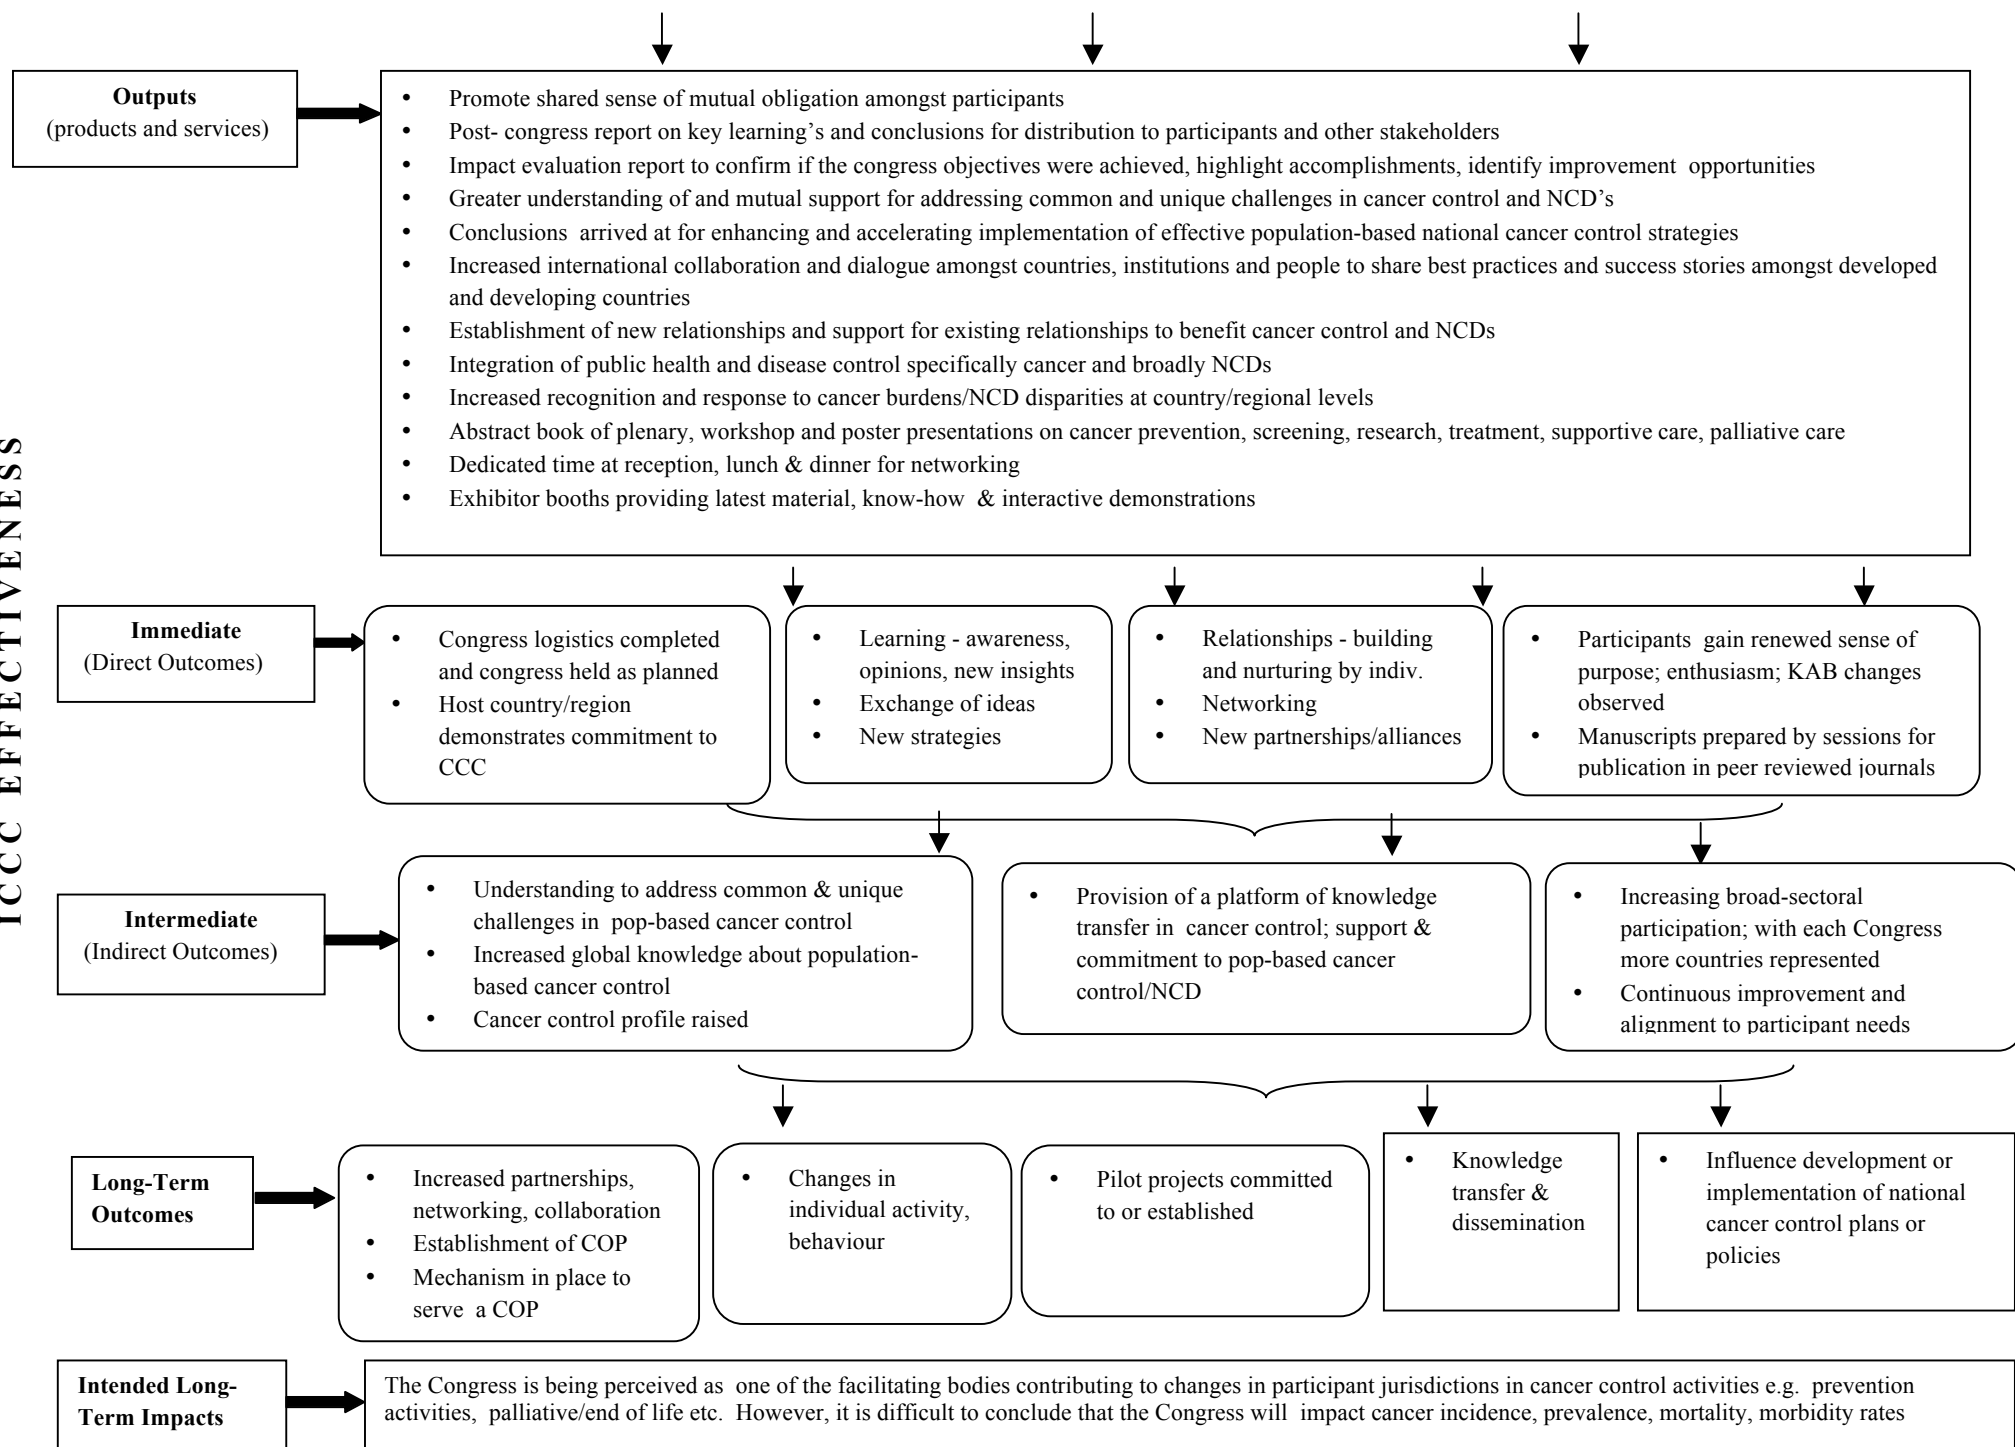 ICCC EFFECTIVENESS
Outputs
(products and services)
• Promote shared sense of mutual obligation amongst participants
• Post- congress report on key learning’s and conclusions for distribution to participants and other stakeholders
• Impact evaluation report to confirm if the congress objectives were achieved, highlight accomplishments, identify improvement opportunities
• Greater understanding of and mutual support for addressing common and unique challenges in cancer control and NCD’s
• Conclusions arrived at for enhancing and accelerating implementation of effective population-based national cancer control strategies
• Increased international collaboration and dialogue amongst countries, institutions and people to share best practices and success stories amongst developed
and developing countries
• Establishment of new relationships and support for existing relationships to benefit cancer control and NCDs
• Integration of public health and disease control specifically cancer and broadly NCDs
• Increased recognition and response to cancer burdens/NCD disparities at country/regional levels
• Abstract book of plenary, workshop and poster presentations on cancer prevention, screening, research, treatment, supportive care, palliative care
• Dedicated time at reception, lunch & dinner for networking
• Exhibitor booths providing latest material, know-how & interactive demonstrations
Immediate
(Direct Outcomes)
• Congress logistics completed
and congress held as planned
• Host country/region
demonstrates commitment to
CCC
• Learning - awareness,
opinions, new insights
• Exchange of ideas
• New strategies
• Relationships - building
and nurturing by indiv.
• Networking
• New partnerships/alliances
• Participants gain renewed sense of
purpose; enthusiasm; KAB changes
observed
• Manuscripts prepared by sessions for
publication in peer reviewed journals
Intermediate
(Indirect Outcomes)
• Understanding to address common & unique
challenges in pop-based cancer control
• Increased global knowledge about population-
based cancer control
• Cancer control profile raised
• Provision of a platform of knowledge
transfer in cancer control; support &
commitment to pop-based cancer
control/NCD
• Increasing broad-sectoral
participation; with each Congress
more countries represented
• Continuous improvement and
alignment to participant needs
Long-Term
Outcomes
• Increased partnerships,
networking, collaboration
• Establishment of COP
• Mechanism in place to
serve a COP
• Changes in
individual activity,
behaviour
• Pilot projects committed
to or established
• Knowledge
transfer &
dissemination
• Influence development or
implementation of national
cancer control plans or
policies
Intended Long-
Term Impacts
The Congress is being perceived as one of the facilitating bodies contributing to changes in participant jurisdictions in cancer control activities e.g. prevention
activities, palliative/end of life etc. However, it is difficult to conclude that the Congress will impact cancer incidence, prevalence, mortality, morbidity rates